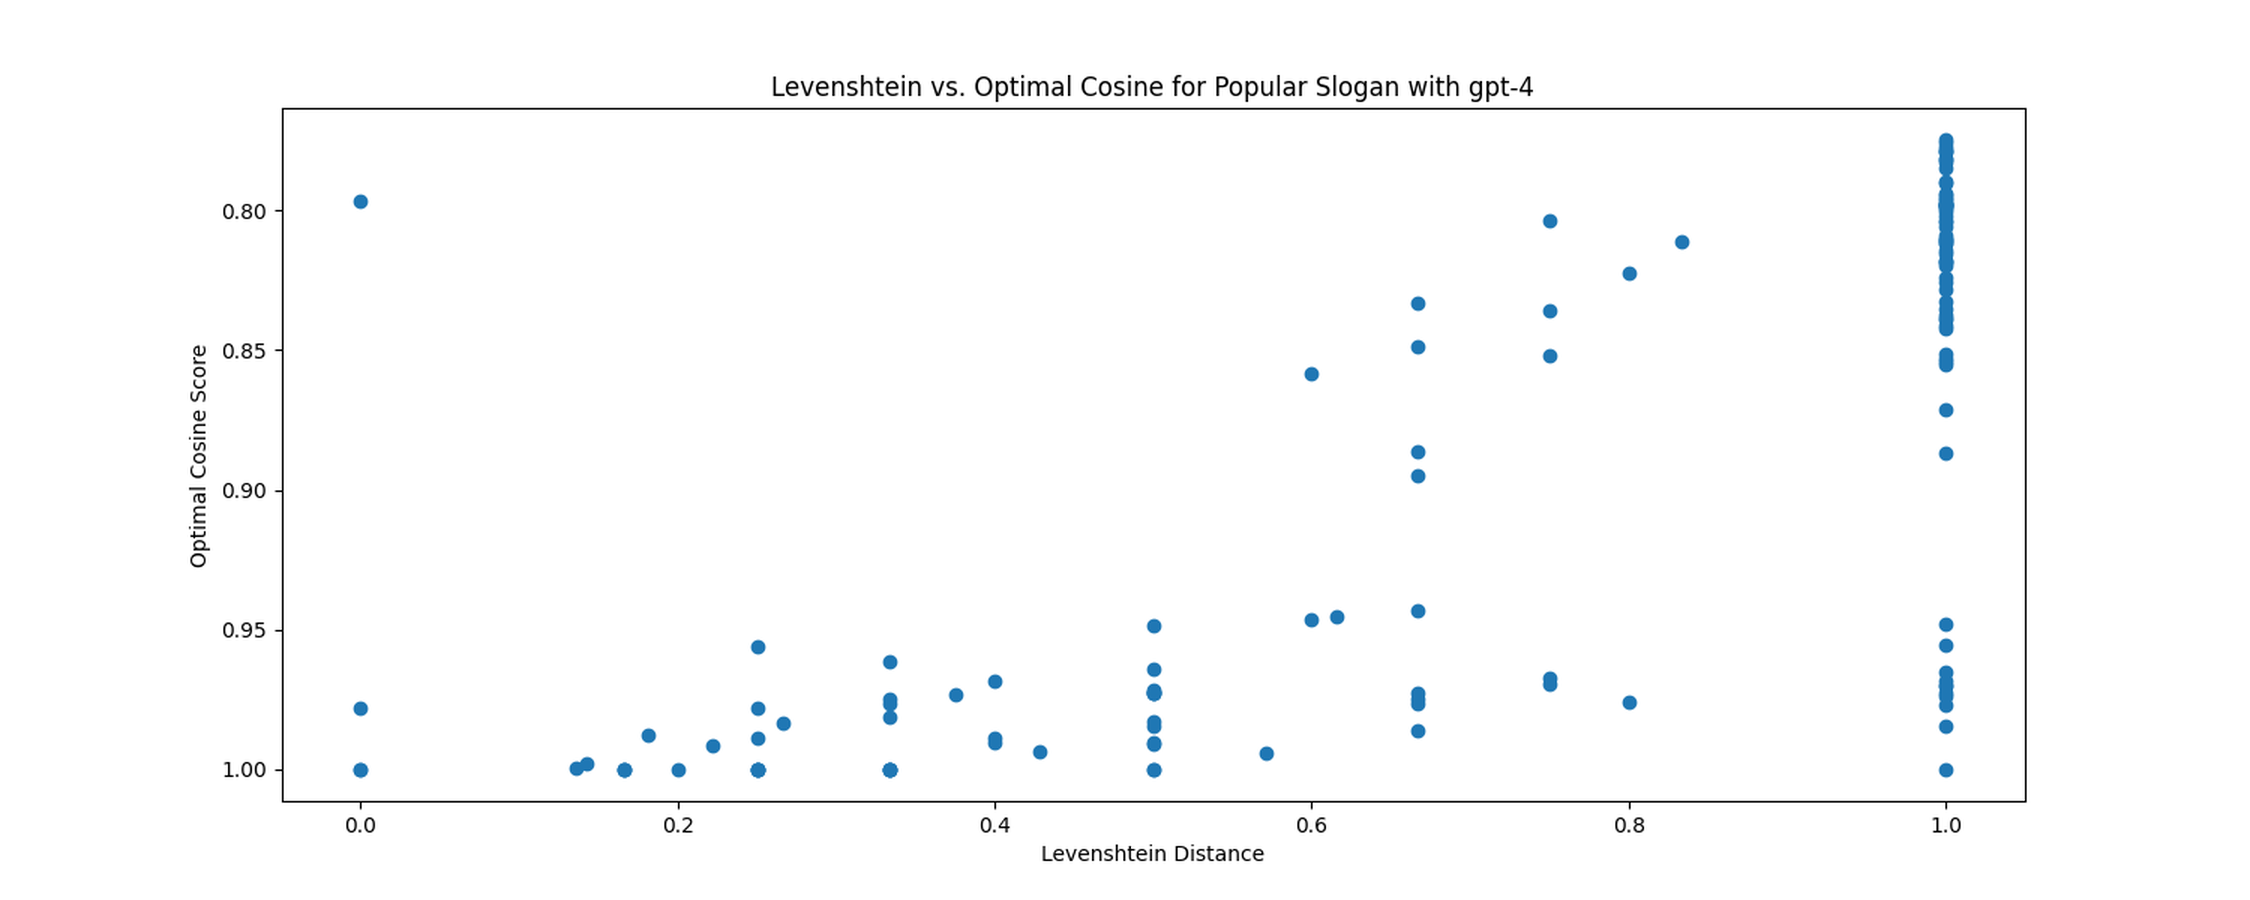 Levenshtein vs. Optimal Cosine for Popular Slogan with gpt-4
Optimal Cosine Score
0.80
0.85
0.90
0.95
1.00
0.0 0.2 0.4 0.6 0.8 1.0
Levenshtein Distance